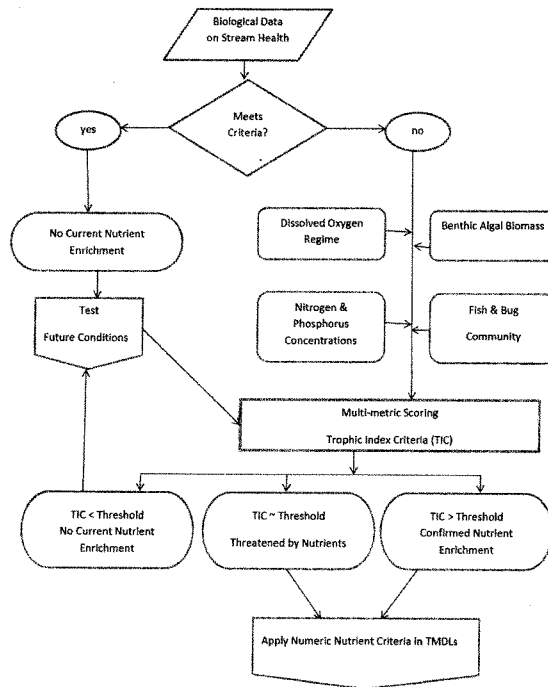 Biological Data
on Stream Health
Meets
Criteria?
yes
no
No Current Nutrient
Enrichment
Dissolved Oxygen
Regime
Benthic Algal Biomass
Test
Future Conditions
Nitrogen &
Phosphorus
Concentrations
Fish & Bug
Community
Multi-metric Scoring
Trophic Index Criteria (TIC)
TIC < Threshold
No Current Nutrient
Enrichment
TIC ~ Threshold
Threatened by Nutrients
TIC > Threshold
Confirmed Nutrient
Enrichment
Apply Numeric Nutrient Criteria in TMDLs